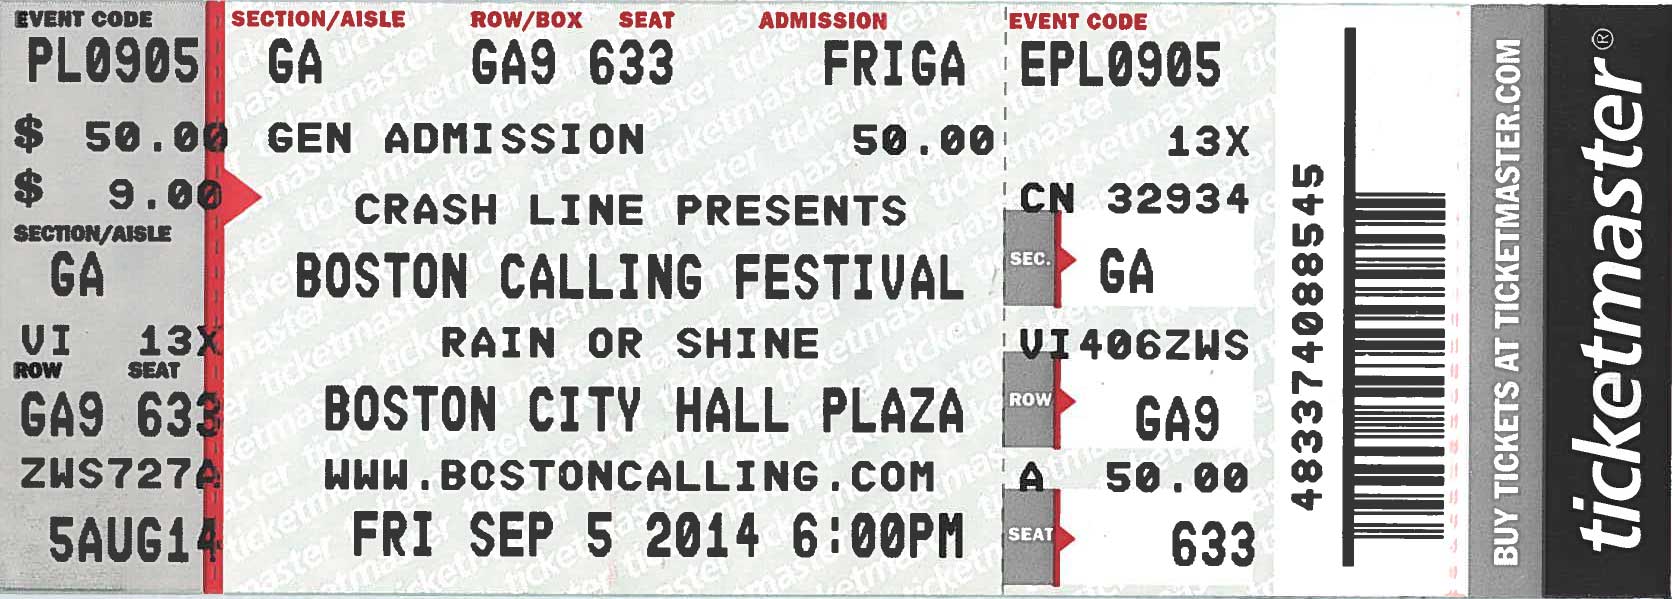 EVENT CODE
PL0905
$ 50.00
$ 9.00
SECTION/AISLE
GA
VI 13X
ROW SEAT
GA9 633
ZWS727A
5AUG14
SECTION/AISLE ROW/BOX SEAT ADMISSION
GA GA9 633 FRIGA
GEN ADMISSION 50.00
CRASH LINE PRESENTS
BOSTON CALLING FESTIVAL
RAIN OR SHINE
BOSTON CITY HALL PLAZA
WWW.BOSTONCALLING.COM
FRI SEP 5 2014 6:00PM
EVENT CODE
EPL0905
13X
CN 32934
SEC. GA
VI406ZWS
ROW GA9
A 50.00
SEAT 633
483374088545
BUY TICKETS AT TICKETMASTER.COM
ticketmaster®